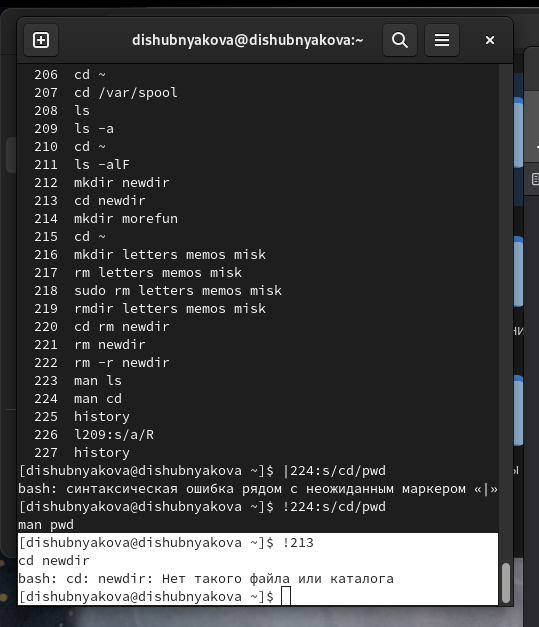 dishubnyakova@dishubnyakova:~
206 cd ~
207 cd /var/spool
208 ls
209 ls -a
210 cd ~
211 ls -alF
212 mkdir newdir
213 cd newdir
214 mkdir morefun
215 cd ~
216 mkdir letters memos misk
217 rm letters memos misk
218 sudo rm letters memos misk
219 rmdir letters memos misk
220 cd rm newdir
221 rm newdir
222 rm -r newdir
223 man ls
224 man cd
225 history
226 l209:s/a/R
227 history
[dishubnyakova@dishubnyakova ~]$ |224:s/cd/pwd
bash: синтаксическая ошибка рядом с неожиданным маркером «|»
[dishubnyakova@dishubnyakova ~]$ !224:s/cd/pwd
man pwd
[dishubnyakova@dishubnyakova ~]$ !213
cd newdir
bash: cd: newdir: Нет такого файла или каталога
[dishubnyakova@dishubnyakova ~]$